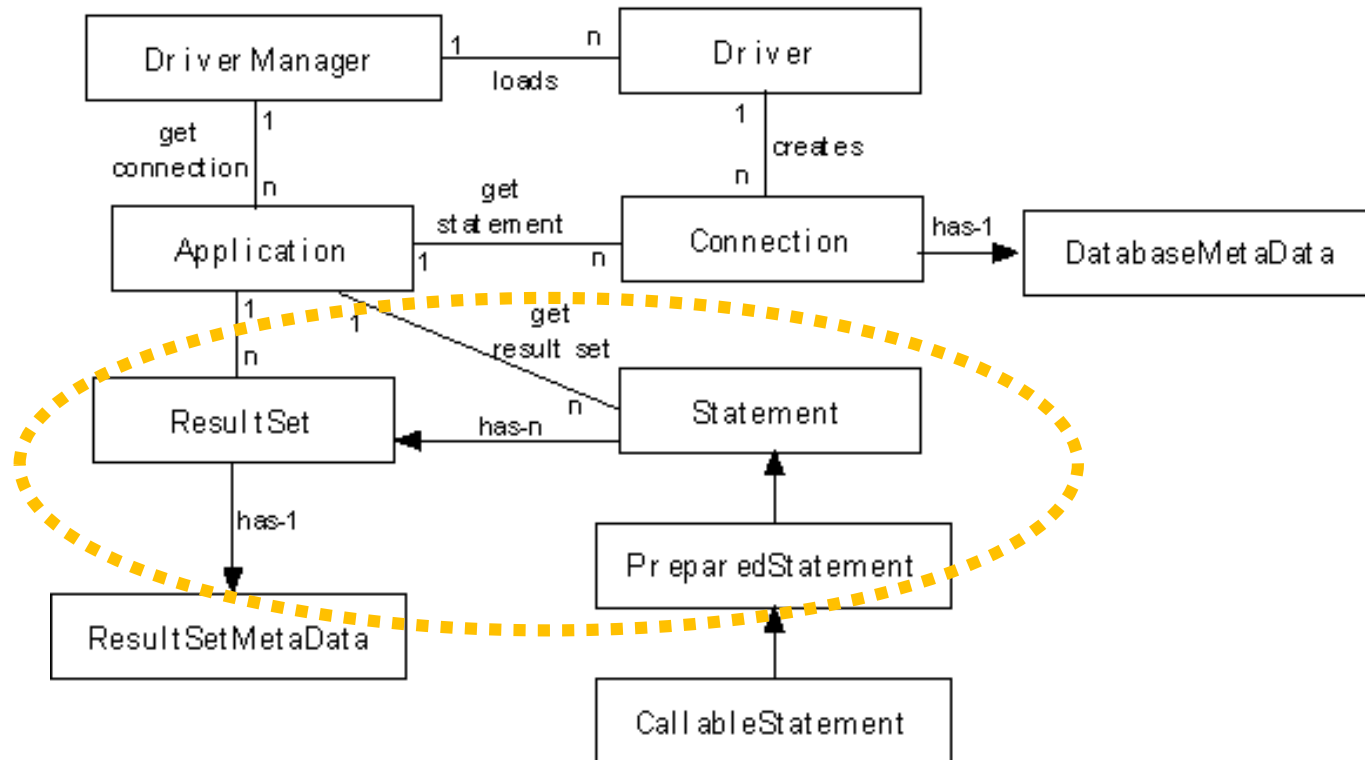 DriverManager
1
n
loads
Driver
get
connection
1
n
1
creates
n
Application
get
statement
1
n
Connection
has-1
DatabaseMetaData
1
n
1
get
result set
n
ResultSet
has-n
Statement
has-1
PreparedStatement
ResultSetMetaData
CallableStatement